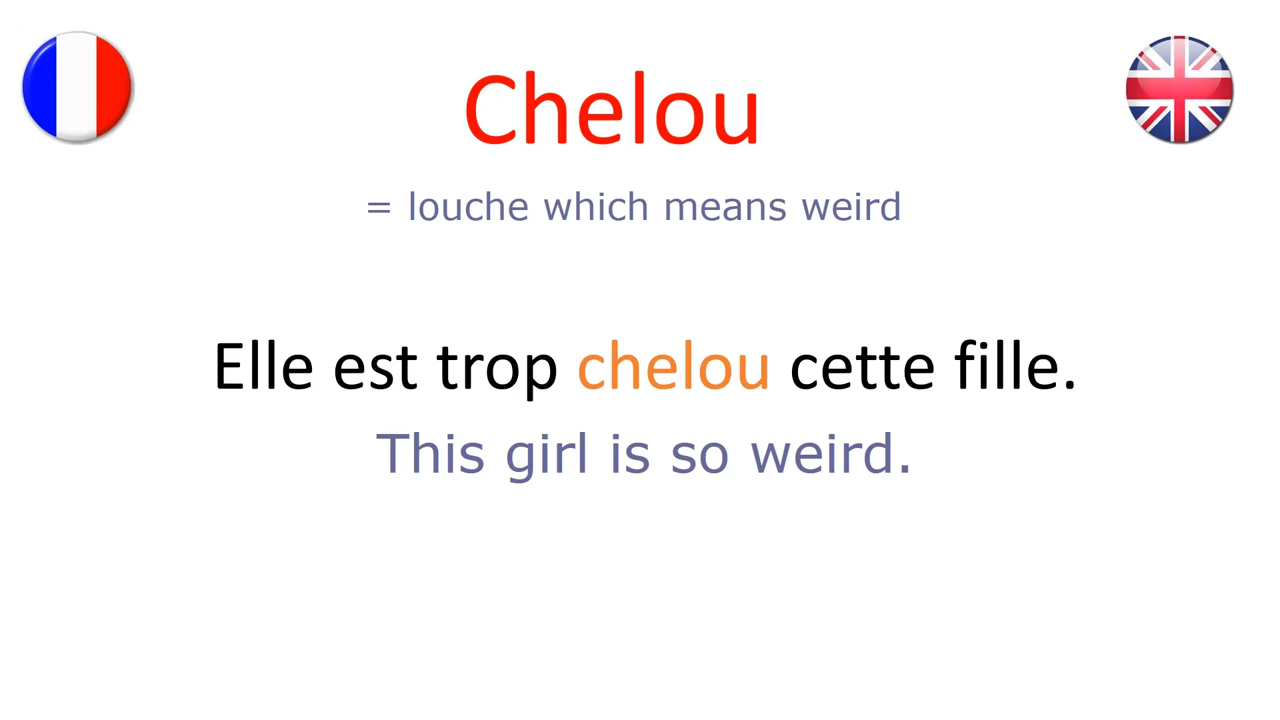 Chelou
= louche which means weird
Elle est trop chelou cette fille.
This girl is so weird.